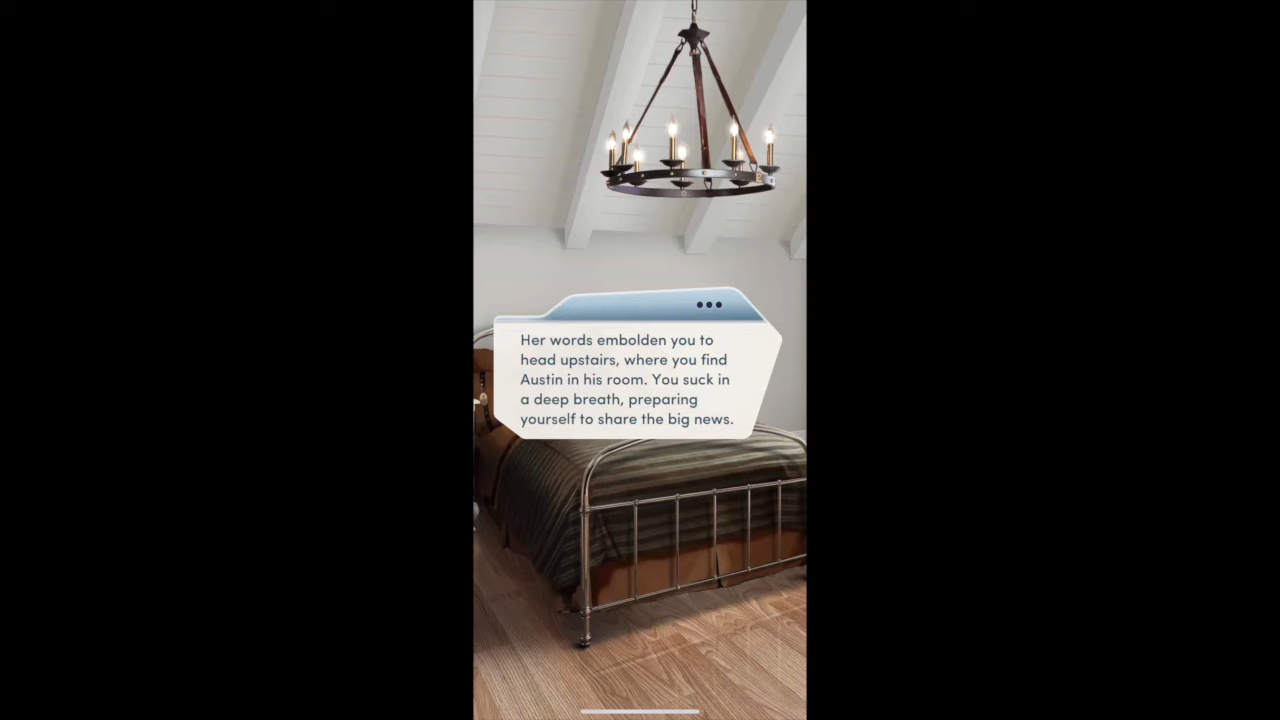 Her words embolden you to
head upstairs, where you find
Austin in his room. You suck in
a deep breath, preparing
yourself to share the big news.